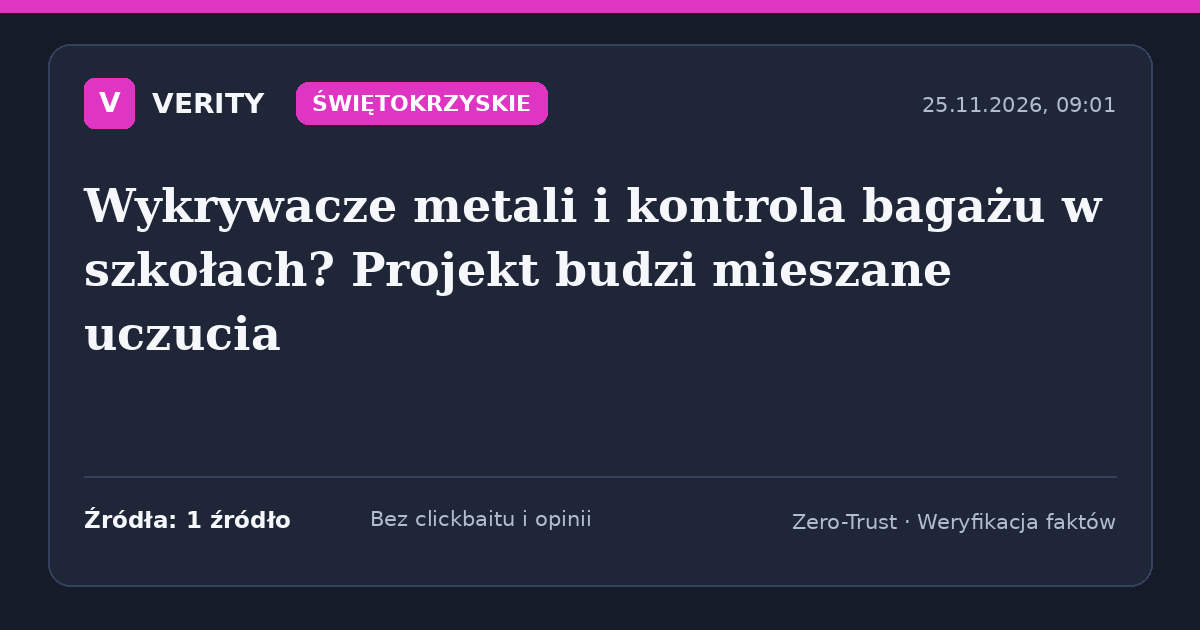 V VERITY ŚWIĘTOKRZYSKIE 25.11.2026, 09:01
Wykrywacze metali i kontrola bagażu w
szkołach? Projekt budzi mieszane
uczucia
Źródła: 1 źródło Bez clickbaitu i opinii Zero-Trust · Weryfikacja faktów